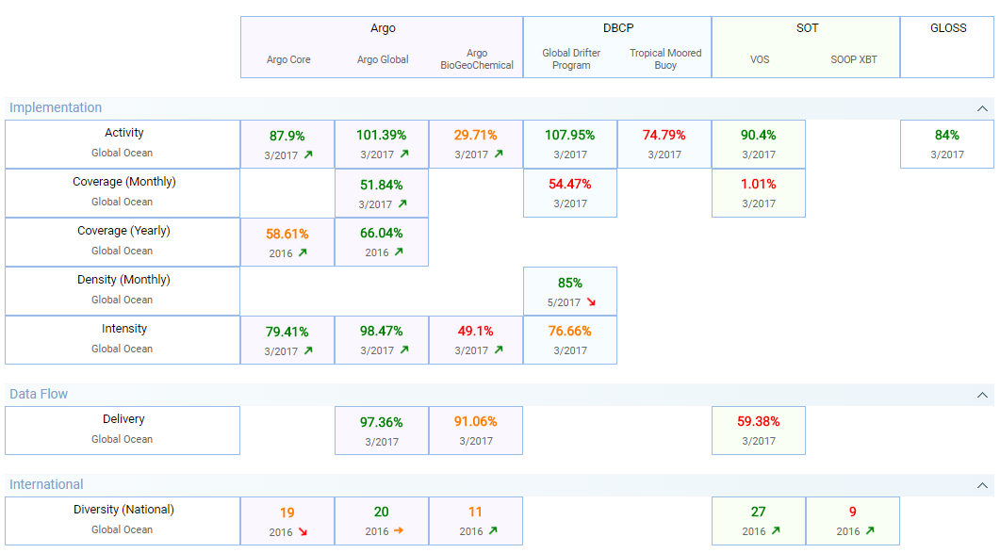 Argo DBCP SOT GLOSS
Argo Core Argo Global Argo BioGeoChemical Global Drifter Program Tropical Moored Buoy VOS SOOP XBT
Implementation
Activity 87.9% 101.39% 29.71% 107.95% 74.79% 90.4% 84%
Global Ocean 3/2017 3/2017 3/2017 3/2017 3/2017 3/2017 3/2017
Coverage (Monthly) 51.84% 54.47% 1.01%
Global Ocean 3/2017 3/2017 3/2017
Coverage (Yearly) 58.61% 66.04%
Global Ocean 2016 2016
Density (Monthly) 85%
Global Ocean 5/2017
Intensity 79.41% 98.47% 49.1% 76.66%
Global Ocean 3/2017 3/2017 3/2017 3/2017
Data Flow
Delivery 97.36% 91.06% 59.38%
Global Ocean 3/2017 3/2017 3/2017
International
Diversity (National) 19 20 11 27 9
Global Ocean 2016 2016 2016 2016 2016